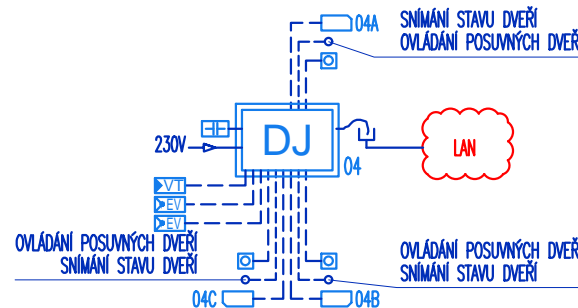 04A
SNÍMÁNÍ STAVU DVEŘÍ
OVLÁDÁNÍ POSUVNÝCH DVEŘ
230V
DJ
04
LAN
VT
EV
EV
OVLÁDÁNÍ POSUVNÝCH DVEŘÍ
SNÍMÁNÍ STAVU DVEŘÍ
OVLÁDÁNÍ POSUVNÝCH DVEŘ
SNÍMÁNÍ STAVU DVEŘÍ
04C
04B